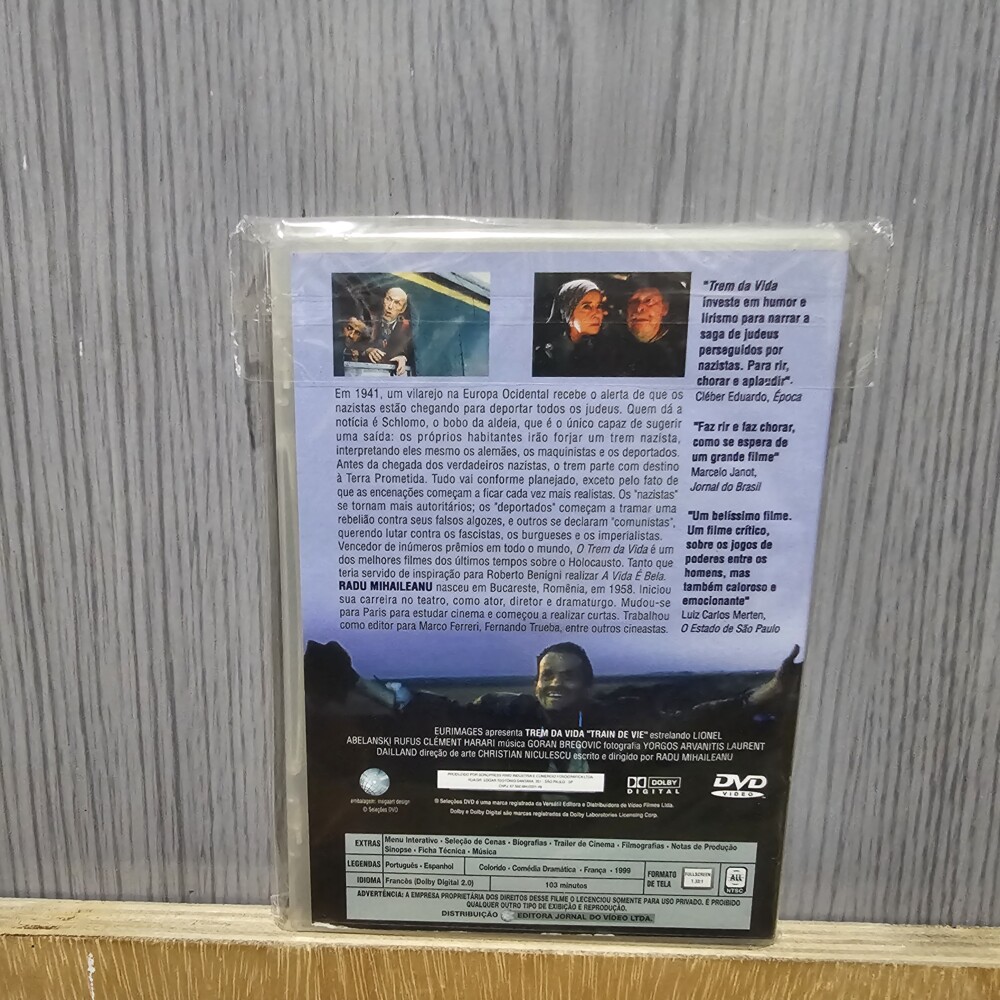 Em 1941, um vilarejo na Europa Ocidental recebe o alerta de que os
nazistas estão chegando para deportar todos os judeus. Quem dá a
notícia é Schlomo, o bobo da aldeia, que é o único capaz de sugerir
uma saída: os próprios habitantes irão forjar um trem nazista,
interpretando eles mesmo os alemães, os maquinistas e os deportados.
Antes da chegada dos verdadeiros nazistas, o trem parte com destino
à Terra Prometida. Tudo vai conforme planejado, exceto pelo fato de
que as encenações começam a ficar cada vez mais realistas. Os "nazistas"
se tornam mais autoritários; os "deportados" começam a tramar uma
rebelião contra seus falsos algozes, e outros se declaram "comunistas",
querendo lutar contra os fascistas, os burgueses e os imperialistas.
Vencedor de inúmeros prêmios em todo o mundo, O Trem da Vida é um
dos melhores filmes dos últimos tempos sobre o Holocausto. Tanto que
teria servido de inspiração para Roberto Benigni realizar A Vida É Bela.
RADU MIHAILEANU nasceu em Bucareste, Romênia, em 1958. Iniciou
sua carreira no teatro, como ator, diretor e dramaturgo. Mudou-se
para Paris para estudar cinema e começou a realizar curtas. Trabalhou
como editor para Marco Ferreri, Fernando Trueba, entre outros cineastas.
"Trem da Vida
investe em humor e
lirismo para narrar a
saga de judeus
perseguidos por
nazistas. Para rir,
chorar e aplaudir".
Cléber Eduardo, Época
"Faz rir e faz chorar,
como se espera de
um grande filme"
Marcelo Janot,
Jornal do Brasil
"Um belíssimo filme.
Um filme crítico,
sobre os jogos de
poderes entre os
homens, mas
também caloroso e
emocionante"
Luiz Carlos Merten,
O Estado de São Paulo
EURIMAGES apresenta TREM DA VIDA "TRAIN DE VIE" estrelando LIONEL
ABELANSKI RUFUS CLÉMENT HARARI música GORAN BREGOVIC fotografia YORGOS ARVANITIS LAURENT
DAILLAND direção de arte CHRISTIAN NICULESCU escrito e dirigido por RADU MIHAILEANU
embalagem: megaart design
© Seleções DVD
DOLBY
DIGITAL
DVD
VIDEO
® Seleções DVD é uma marca registrada da Versátil Editora e Distribuidora de Vídeo Filmes Ltda.
Dolby e Dolby Digital são marcas registradas da Dolby Laboratories Licensing Corp.
EXTRAS Menu Interativo • Seleção de Cenas • Biografias • Trailer de Cinema • Filmografias • Notas de Produção
Sinopse • Ficha Técnica • Música
LEGENDAS Português • Espanhol Colorido • Comédia Dramática • França • 1999
IDIOMA Francês (Dolby Digital 2.0) 103 minutos
FORMATO
DE TELA
FULLSCREEN
1.33:1
ALL
NTSC
ADVERTÊNCIA: A EMPRESA PROPRIETÁRIA DOS DIREITOS DESSE FILME O LICENCIOU SOMENTE PARA USO PRIVADO. É PROIBIDO
QUALQUER OUTRO TIPO DE EXIBIÇÃO E REPRODUÇÃO.
DISTRIBUIÇÃO EDITORA JORNAL DO VÍDEO LTDA.